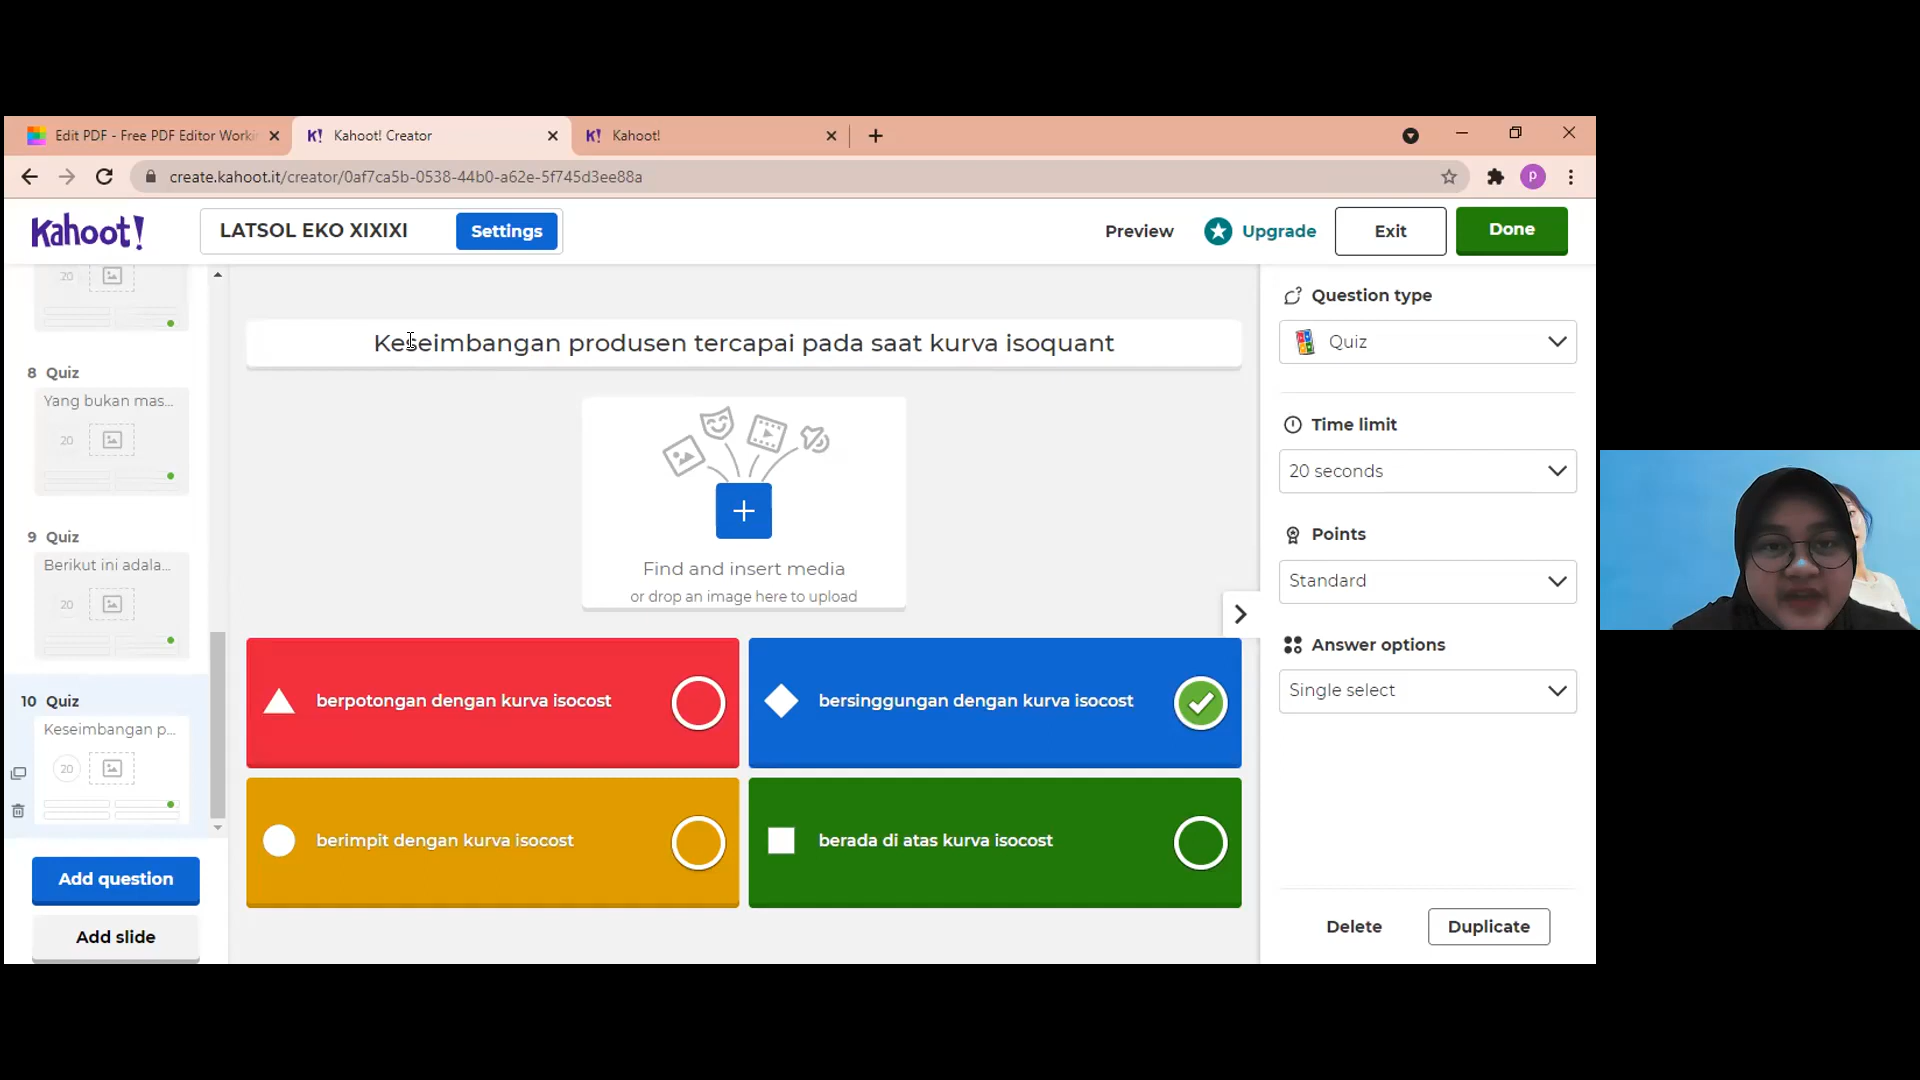 Edit PDF - Free PDF Editor Worki
K! Kahoot! Creator
K! Kahoot!
create.kahoot.it/creator/0af7ca5b-0538-44b0-a62e-5f745d3ee88a
P
Kahoot!
LATSOL EKO XIXIXI
Settings
Preview
Upgrade
Exit
Done
20
8 Quiz
Yang bukan mas...
20
9 Quiz
Berikut ini adala...
20
10 Quiz
Keseimbangan p...
20
Add question
Add slide
Keseimbangan produsen tercapai pada saat kurva isoquant
Find and insert media
or drop an image here to upload
berpotongan dengan kurva isocost
bersinggungan dengan kurva isocost
berimpit dengan kurva isocost
berada di atas kurva isocost
Question type
Quiz
Time limit
20 seconds
Points
Standard
Answer options
Single select
Delete
Duplicate